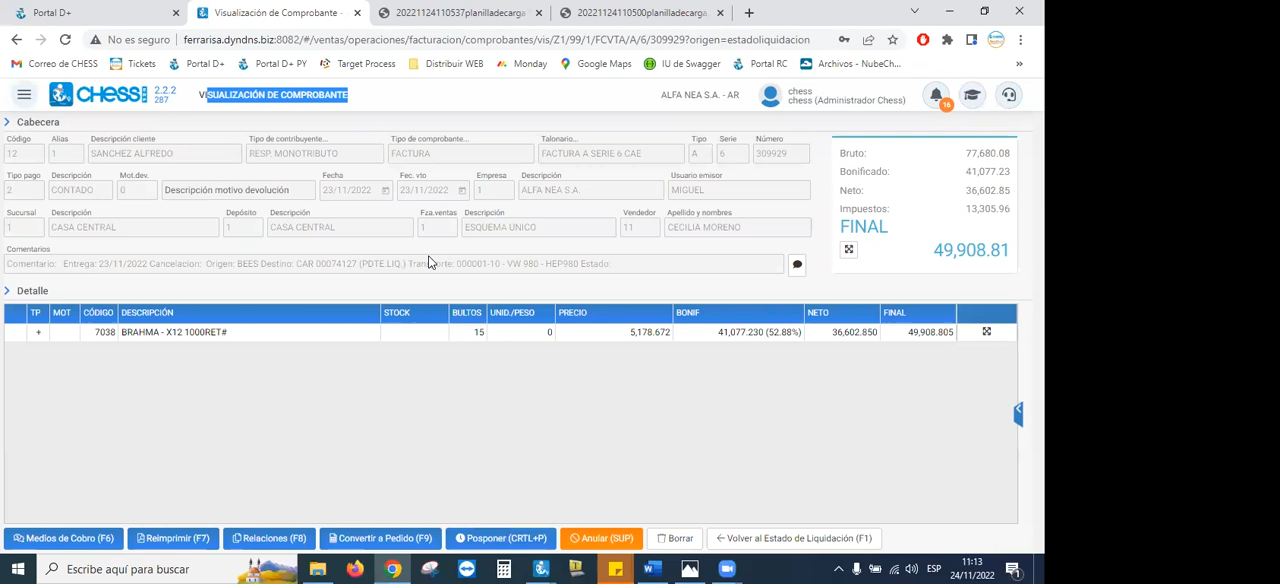 Portal D+
Visualización de Comprobante -
20221124110537planilladecarga
20221124110500planilladecarga
No es seguro
ferrarisa.dyndns.biz:8082/#/ventas/operaciones/facturacion/comprobantes/vis/Z1/99/1/FCVTA/A/6/309929?origen=estadoliquidacion
Correo de CHESS Tickets Portal D+ Portal D+ PY Target Process Distribuir WEB Monday Google Maps IU de Swagger Portal RC Archivos - NubeChe... »
CHESS 2.2.2 287
VISUALIZACIÓN DE COMPROBANTE
ALFA NEA S.A. - AR
chess
chess (Administrador Chess)
16
Cabecera
Código Alias Descripción cliente Tipo de contribuyente... Tipo de comprobante... Talonario... Tipo Serie Número
12 1 SANCHEZ ALFREDO RESP. MONOTRIBUTO FACTURA FACTURA A SERIE 6 CAE A 6 309929
Tipo pago Descripción Mot.dev. Fecha Fec. vto Empresa Descripción Usuario emisor
2 CONTADO 0 Descripción motivo devolución 23/11/2022 23/11/2022 1 ALFA NEA S.A. MIGUEL
Sucursal Descripción Depósito Descripción Fza.ventas Descripción Vendedor Apellido y nombres
1 CASA CENTRAL 1 CASA CENTRAL 1 ESQUEMA UNICO 11 CECILIA MORENO
Comentarios
Comentario: Entrega: 23/11/2022 Cancelacion: Origen: BEES Destino: CAR 00074127 (PDTE.LIQ.) Transporte: 000001-10 - VW 980 - HEP980 Estado:
Bruto: 77,680.08
Bonificado: 41,077.23
Neto: 36,602.85
Impuestos: 13,305.96
FINAL
49,908.81
Detalle
TP MOT CÓDIGO DESCRIPCIÓN STOCK BULTOS UNID./PESO PRECIO BONIF NETO FINAL
+ 7038 BRAHMA - X12 1000RET# 15 0 5,178.672 41,077.230 (52.88%) 36,602.850 49,908.805
Medios de Cobro (F6) Reimprimir (F7) Relaciones (F8) Convertir a Pedido (F9) Posponer (CRTL+P) Anular (SUP) Borrar Volver al Estado de Liquidación (F1)
Escribe aquí para buscar
ESP
11:13
24/11/2022
1